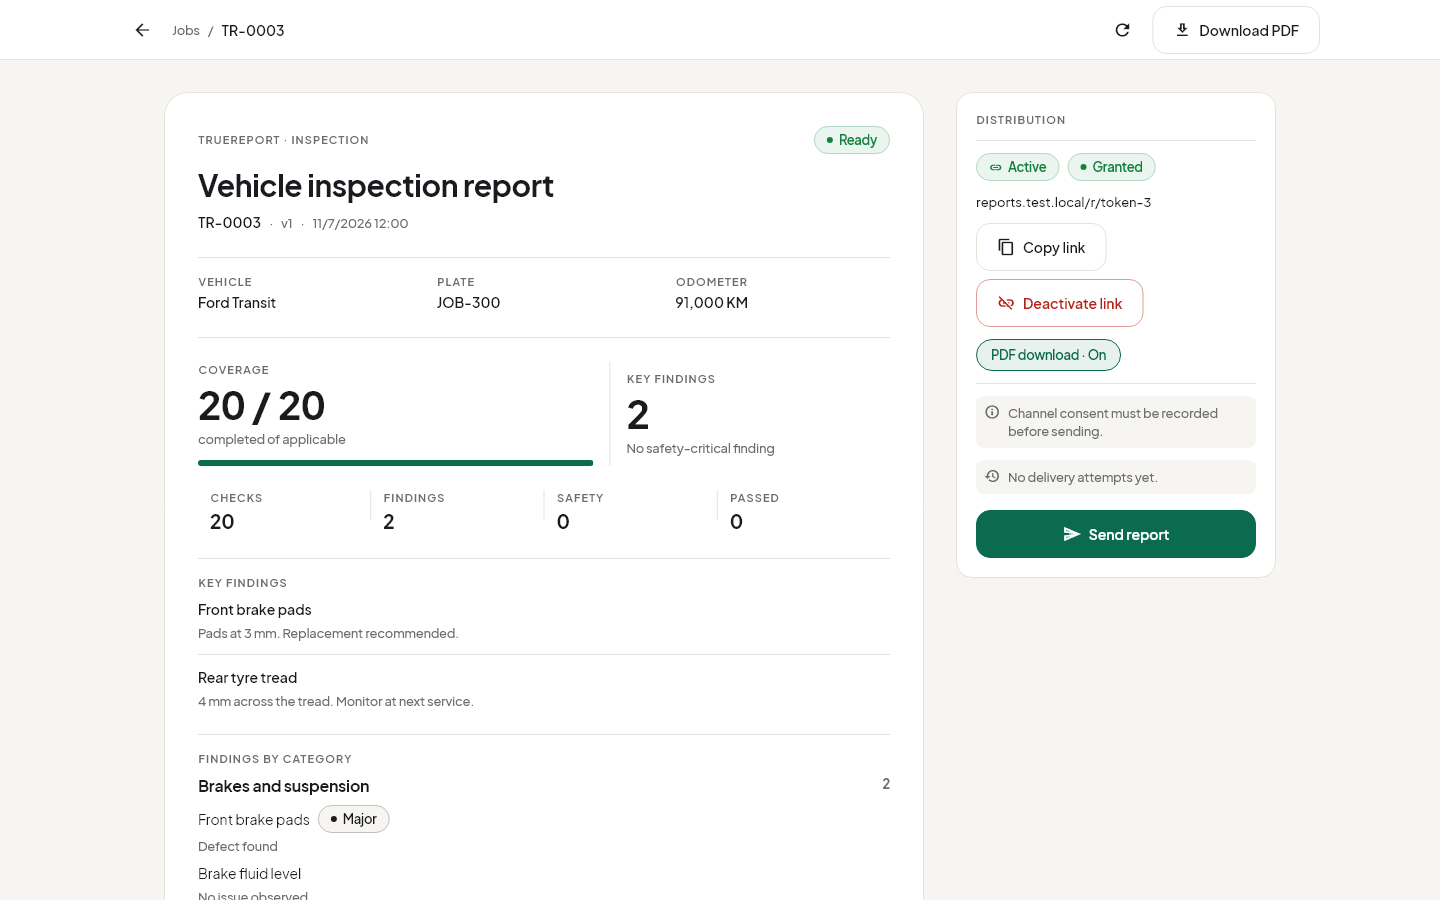 Jobs / TR-0003
Download PDF
TRUEREPORT · INSPECTION
Ready
Vehicle inspection report
TR-0003 · v1 · 11/7/2026 12:00
VEHICLE
Ford Transit
PLATE
JOB-300
ODOMETER
91,000 KM
COVERAGE
20 / 20
completed of applicable
KEY FINDINGS
2
No safety-critical finding
CHECKS
20
FINDINGS
2
SAFETY
0
PASSED
0
KEY FINDINGS
Front brake pads
Pads at 3 mm. Replacement recommended.
Rear tyre tread
4 mm across the tread. Monitor at next service.
FINDINGS BY CATEGORY
Brakes and suspension
2
Front brake pads
Major
Defect found
Brake fluid level
No issue observed
DISTRIBUTION
Active
Granted
reports.test.local/r/token-3
Copy link
Deactivate link
PDF download · On
Channel consent must be recorded
before sending.
No delivery attempts yet.
Send report